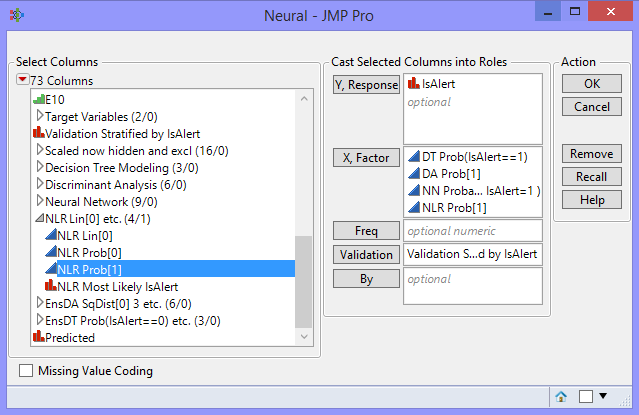 Neural - JMP Pro
Select Columns
73 Columns
E10
Target Variables (2/0)
Validation Stratified by IsAlert
Scaled now hidden and excl (16/0)
Decision Tree Modeling (3/0)
Discriminant Analysis (6/0)
Neural Network (9/0)
NLR Lin[0] etc. (4/1)
NLR Lin[0]
NLR Prob[0]
NLR Prob[1]
NLR Most Likely IsAlert
EnsDA SqDist[0] 3 etc. (6/0)
EnsDT Prob(IsAlert==0) etc. (3/0)
Predicted
Missing Value Coding
Cast Selected Columns into Roles
Y, Response
IsAlert
optional
X, Factor
DT Prob(IsAlert==1)
DA Prob[1]
NN Proba... IsAlert=1 )
NLR Prob[1]
Freq
optional numeric
Validation
Validation S...d by IsAlert
By
optional
Action
OK
Cancel
Remove
Recall
Help